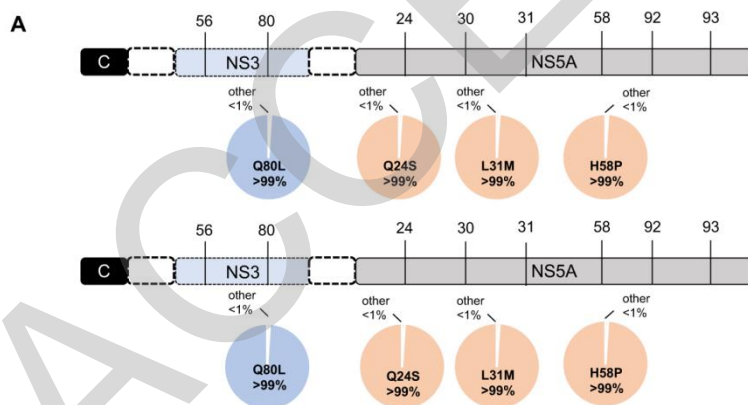 A
56 80 24 30 31 58 92 93
C NS3 NS5A
other <1% other <1% other <1% other <1%
Q80L >99% Q24S >99% L31M >99% H58P >99%
56 80 24 30 31 58 92 93
C NS3 NS5A
other <1% other <1% other <1% other <1%
Q80L >99% Q24S >99% L31M >99% H58P >99%
ACCE